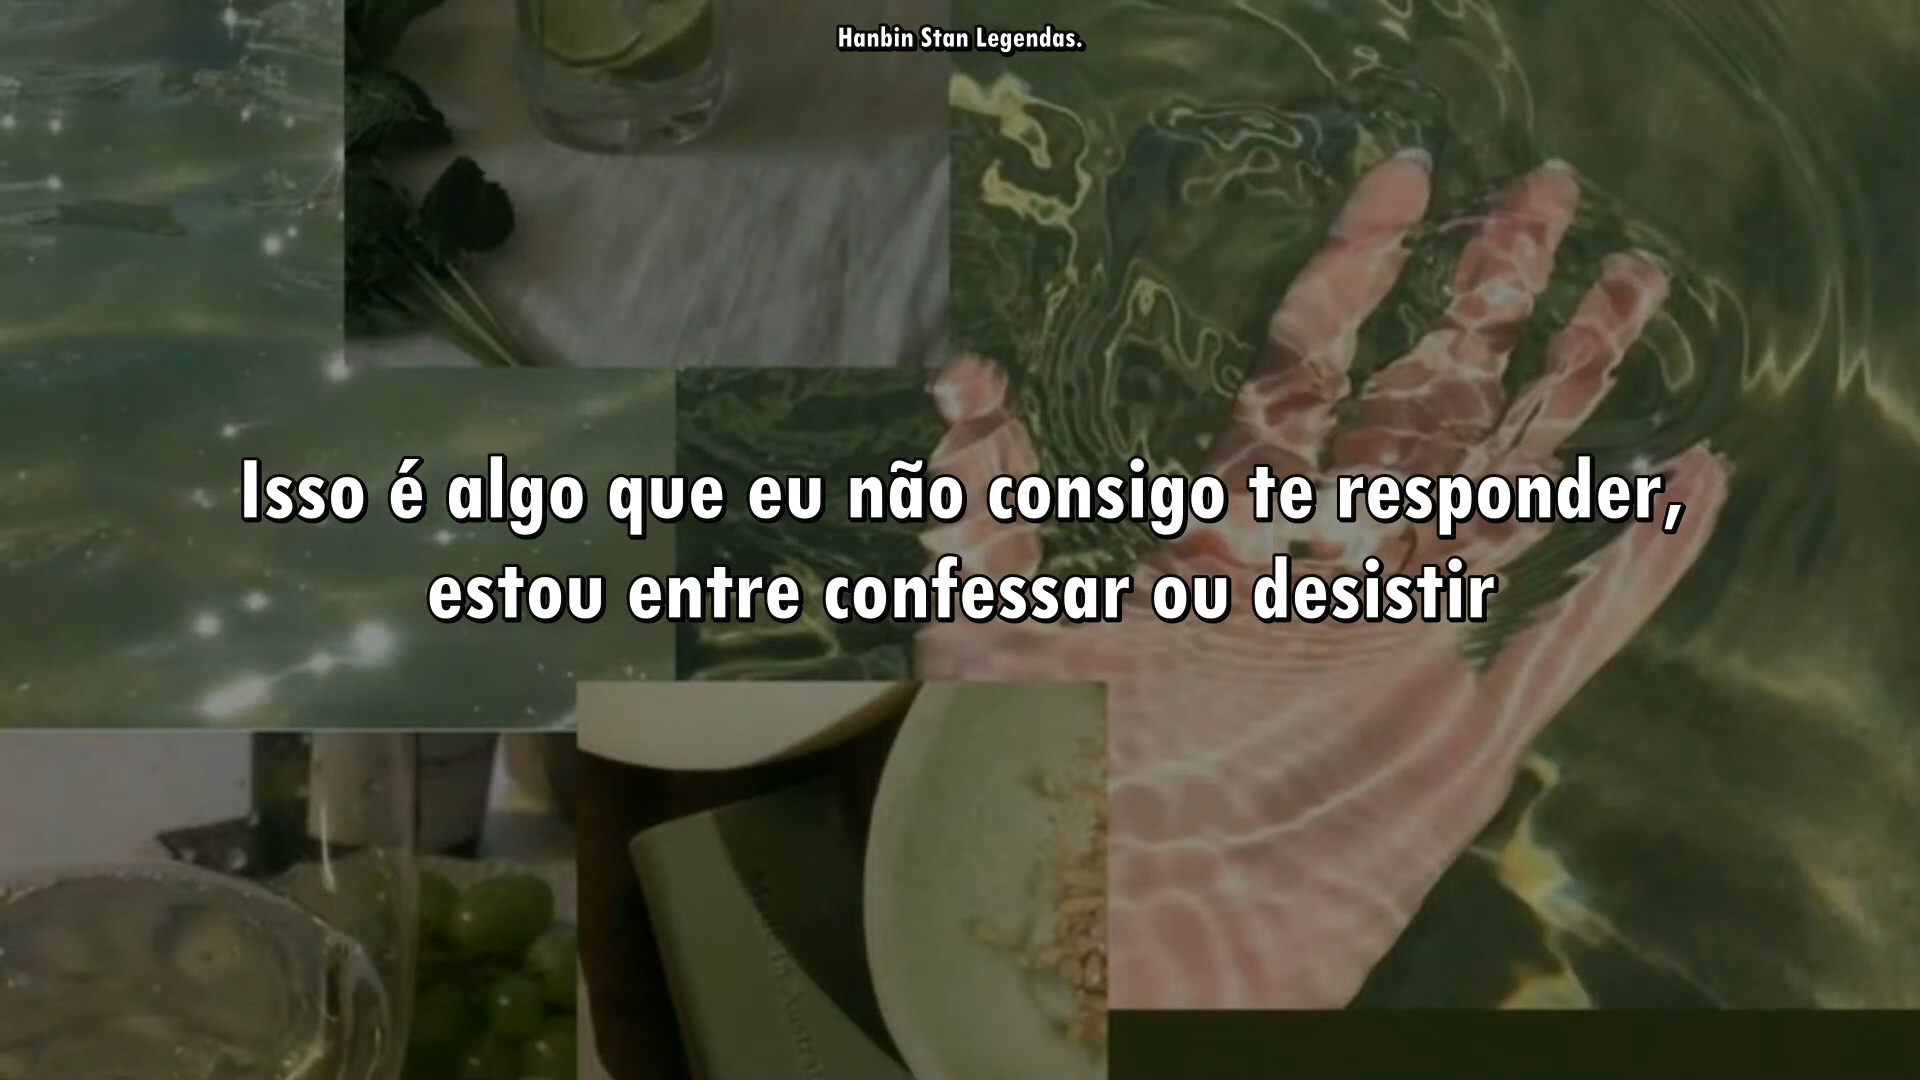 Hanbin Stan Legendas.
Isso é algo que eu não consigo te responder,
estou entre confessar ou desistir